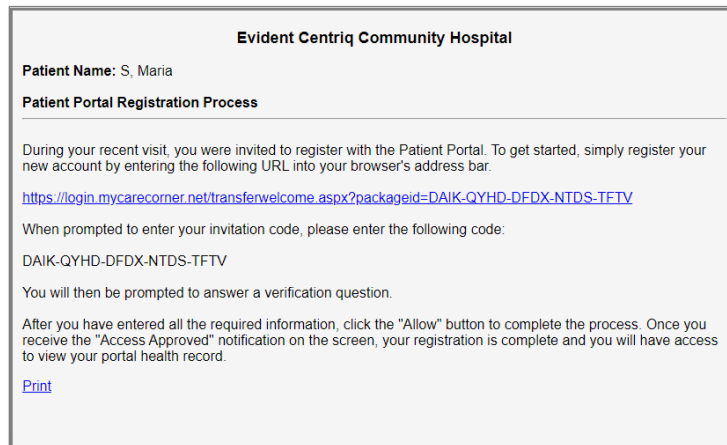 Evident Centriq Community Hospital
Patient Name: S, Maria
Patient Portal Registration Process
During your recent visit, you were invited to register with the Patient Portal. To get started, simply register your
new account by entering the following URL into your browser's address bar.
https://login.mycarecorner.net/transferwelcome.aspx?packageid=DAIK-QYHD-DFDX-NTDS-TFTV
When prompted to enter your invitation code, please enter the following code:
DAIK-QYHD-DFDX-NTDS-TFTV
You will then be prompted to answer a verification question.
After you have entered all the required information, click the "Allow" button to complete the process. Once you
receive the "Access Approved" notification on the screen, your registration is complete and you will have access
to view your portal health record.
Print